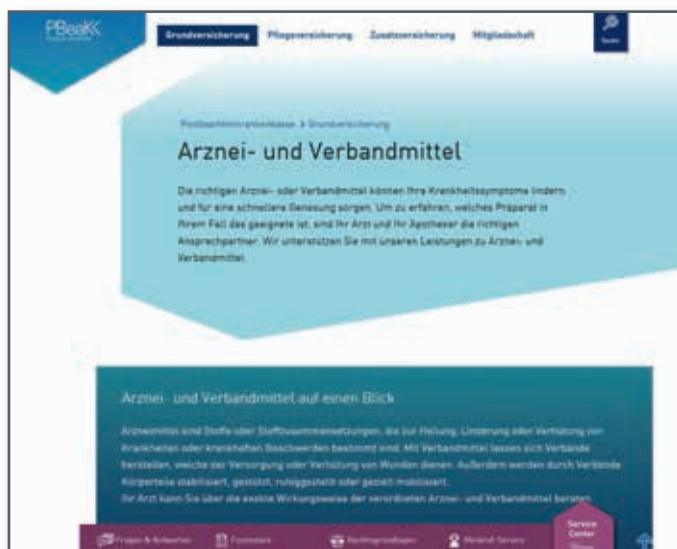 PBeaKK
Grundversicherung Pflegeversicherung Zusatzversicherung Mitgliedschaft
Suche
Postbeamtenkrankenkasse > Grundversicherung
Arznei- und Verbandmittel
Die richtigen Arznei- oder Verbandmittel können Ihre Krankheitssymptome lindern
und für eine schnellere Genesung sorgen. Um zu erfahren, welches Präparat in
Ihrem Fall das geeignete ist, sind Ihr Arzt und Ihr Apotheker die richtigen
Ansprechpartner. Wir unterstützen Sie mit unseren Leistungen zu Arznei- und
Verbandmittel.
Arznei- und Verbandmittel auf einen Blick
Arzneimittel sind Stoffe oder Stoffzusammensetzungen, die zur Heilung, Linderung oder Verhütung von
Krankheiten oder krankhaften Beschwerden bestimmt sind. Mit Verbandmittel lassen sich Verbände
herstellen, welche der Versorgung oder Verhütung von Wunden dienen. Außerdem werden durch Verbände
Körperteile stabilisiert, gestützt, ruhiggestellt oder gezielt mobilisiert.
Ihr Arzt kann Sie über die exakte Wirkungsweise der verordneten Arznei- und Verbandmittel beraten.
Fragen & Antworten Formulare Rechtsgrundlagen Rückruf-Service
Service
Center